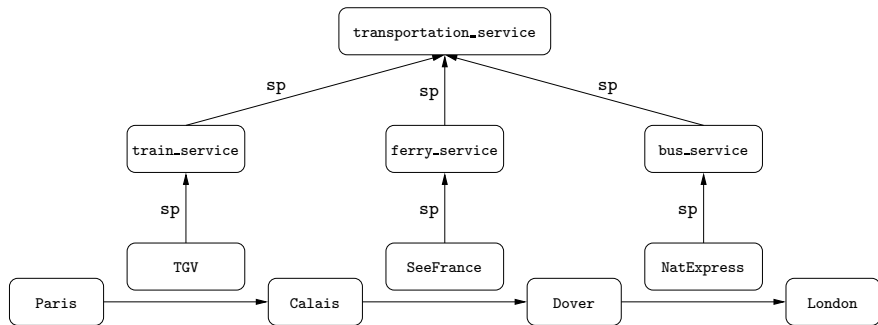 transportation_service
sp sp sp
train_service ferry_service bus_service
sp sp sp
TGV SeeFrance NatExpress
Paris Calais Dover London